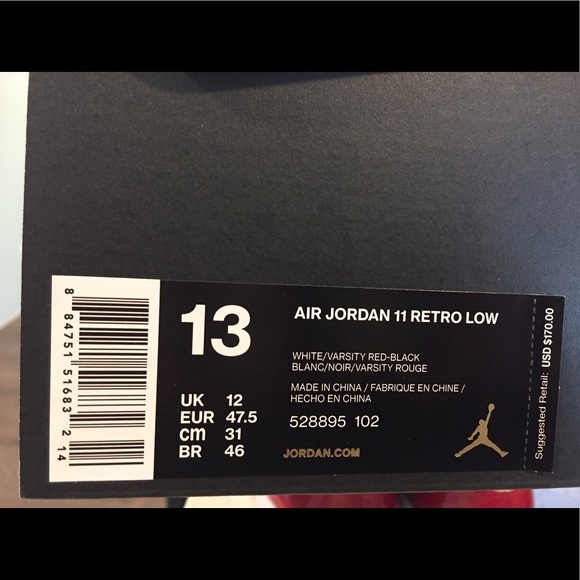 8 84751 51683 2 14
13
UK 12
EUR 47.5
cm 31
BR 46
AIR JORDAN 11 RETRO LOW
WHITE/VARSITY RED-BLACK
BLANC/NOIR/VARSITY ROUGE
MADE IN CHINA / FABRIQUE EN CHINE /
HECHO EN CHINA
528895 102
JORDAN.COM
Suggested Retail: USD $170.00